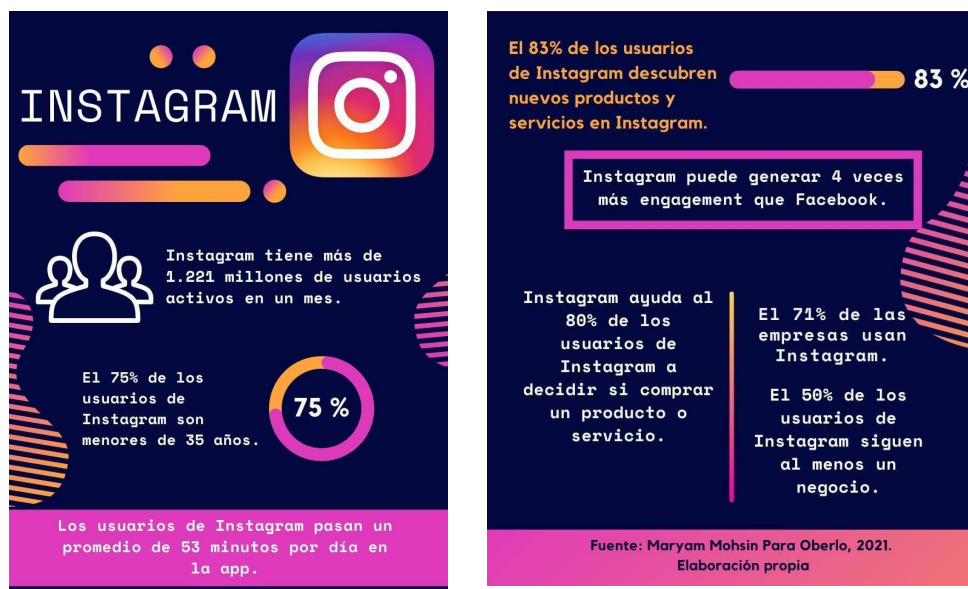 INSTAGRAM
Instagram tiene más de
1.221 millones de usuarios
activos en un mes.
El 75% de los
usuarios de
Instagram son
menores de 35 años.
75 %
Los usuarios de Instagram pasan un
promedio de 53 minutos por día en
la app.
El 83% de los usuarios
de Instagram descubren
nuevos productos y
servicios en Instagram.
83 %
Instagram puede generar 4 veces
más engagement que Facebook.
Instagram ayuda al
80% de los
usuarios de
Instagram a
decidir si comprar
un producto o
servicio.
El 71% de las
empresas usan
Instagram.
El 50% de los
usuarios de
Instagram siguen
al menos un
negocio.
Fuente: Maryam Mohsin Para Oberlo, 2021.
Elaboración propia